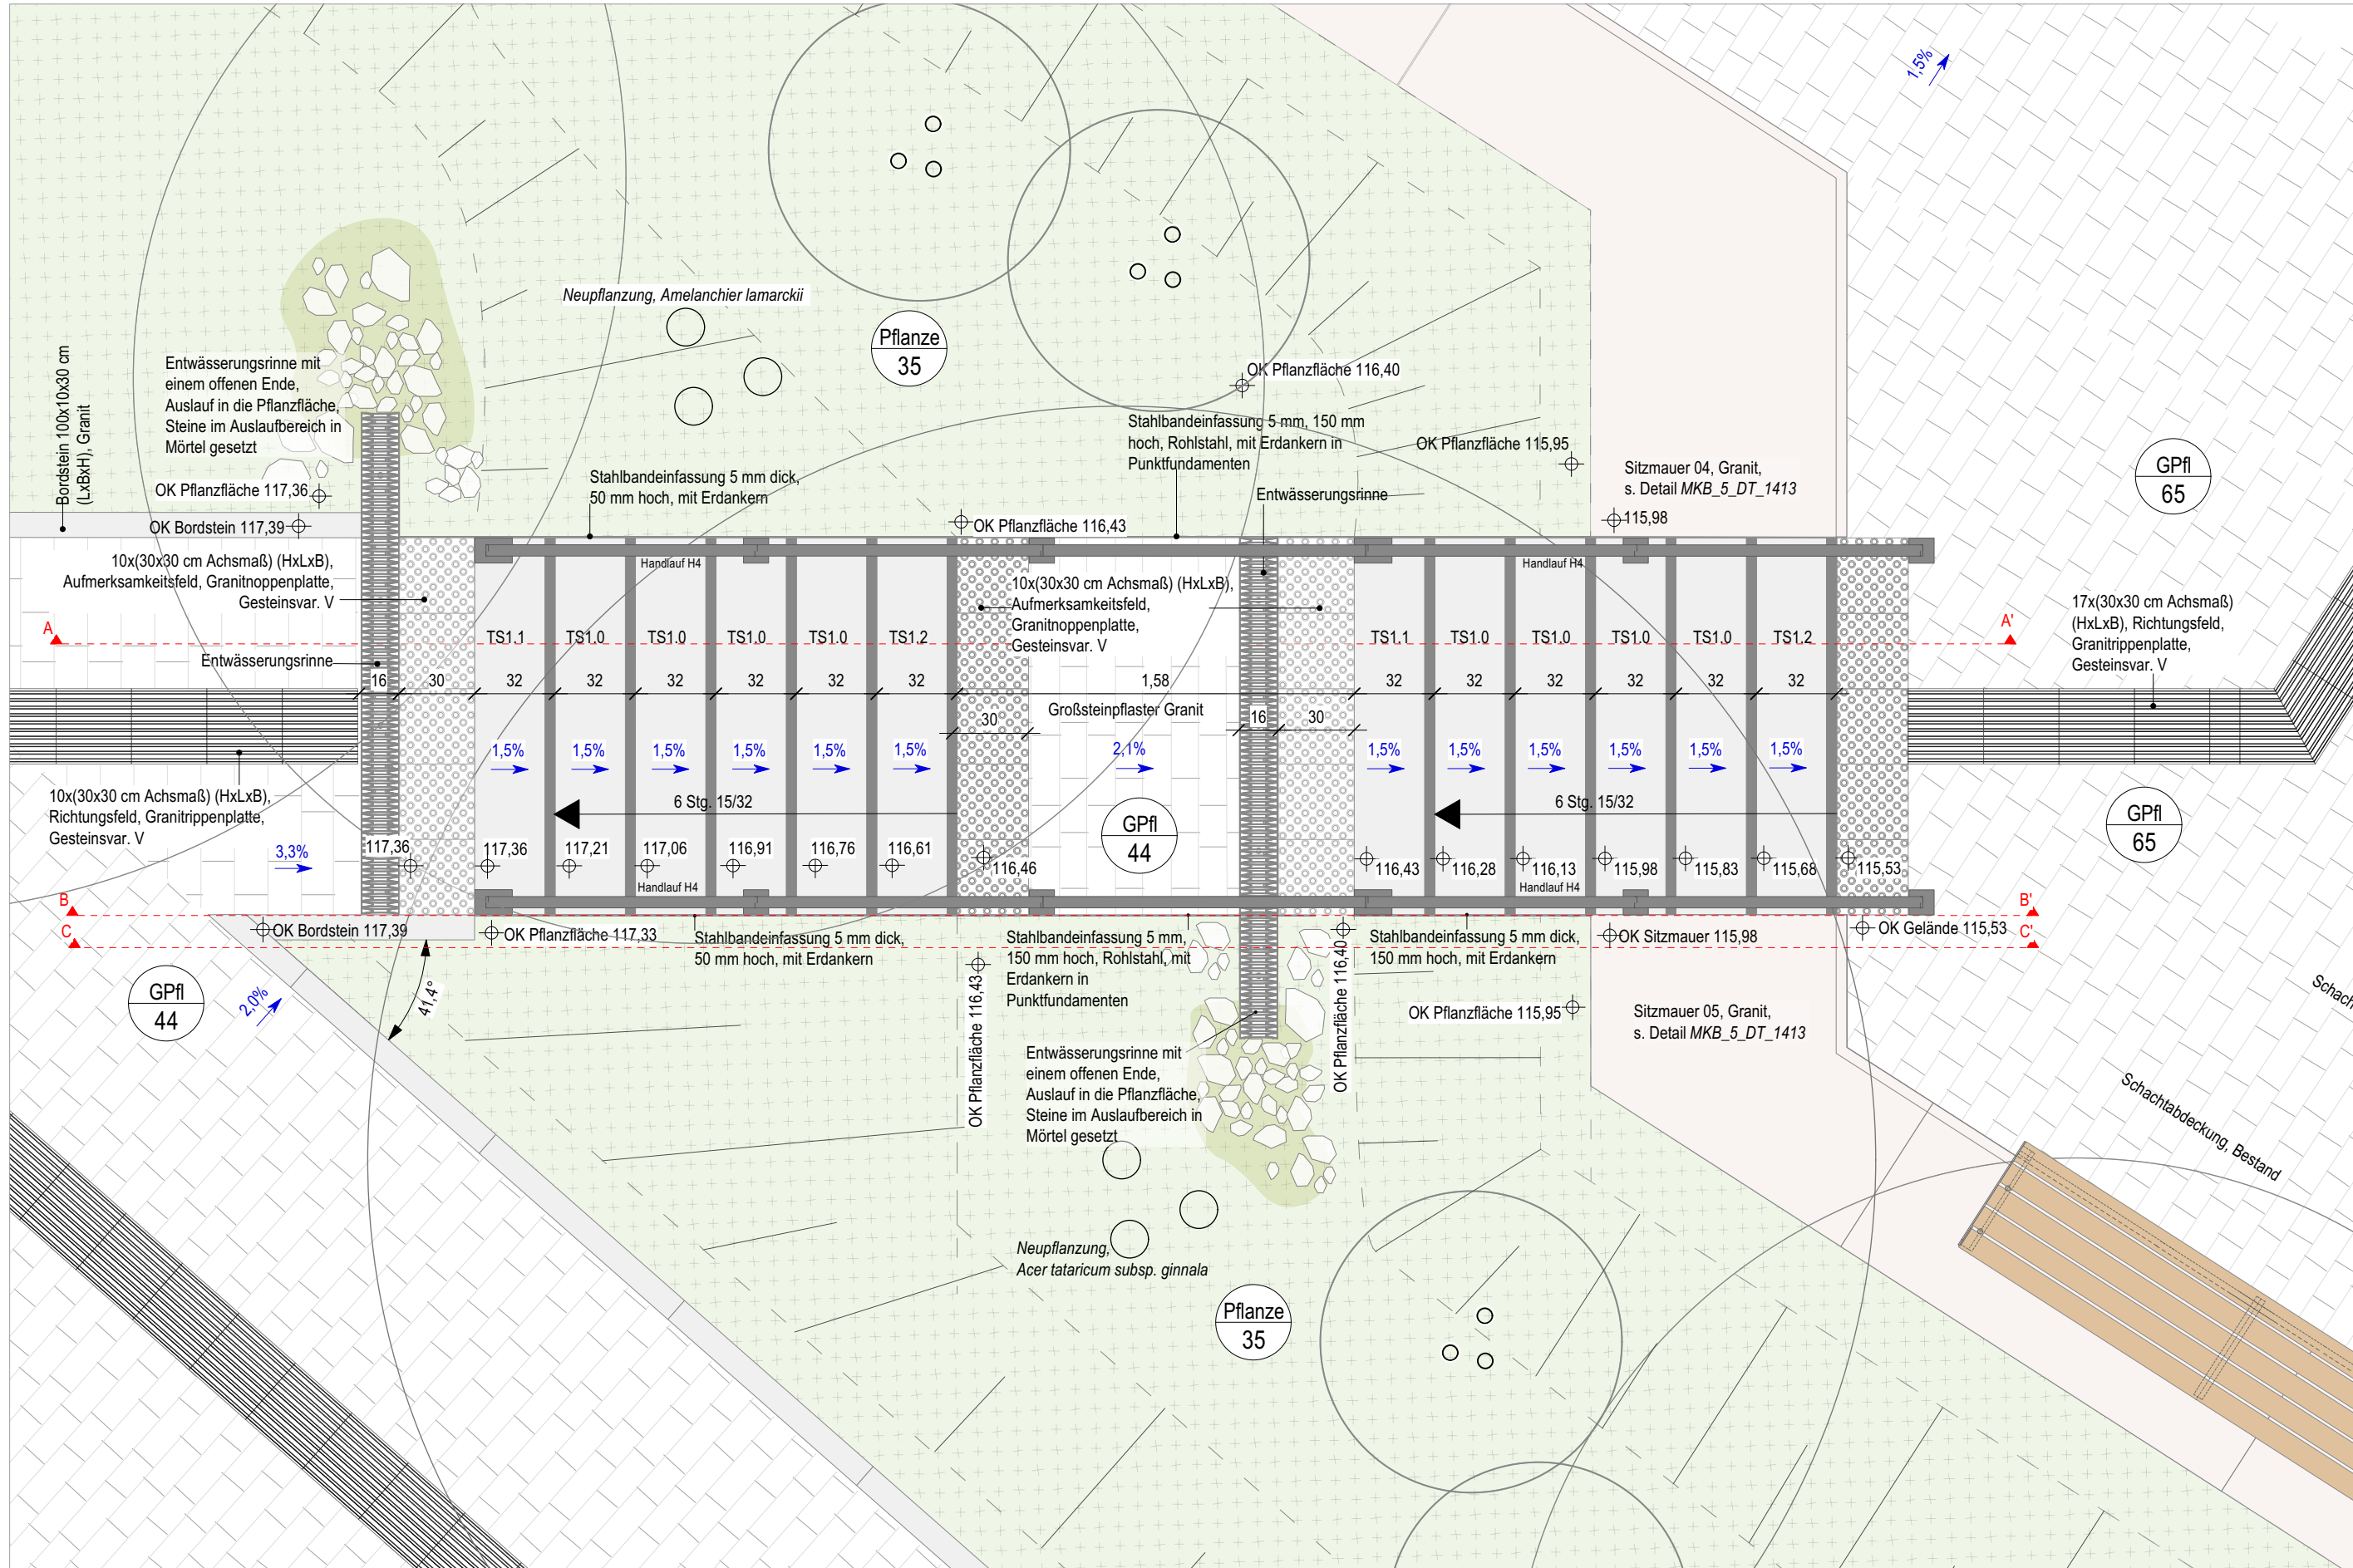 1,5%
Neupflanzung, Amelanchier lamarckii
Pflanze
35
Bordstein 100x10x30 cm
(LxBxH), Granit
Entwässerungsrinne mit
einem offenen Ende,
Auslauf in die Pflanzfläche,
Steine im Auslaufbereich in
Mörtel gesetzt
OK Pflanzfläche 117,36
OK Bordstein 117,39
Stahlbandeinfassung 5 mm dick,
50 mm hoch, mit Erdankern
OK Pflanzfläche 116,40
Stahlbandeinfassung 5 mm, 150 mm
hoch, Rohlstahl, mit Erdankern in
Punktfundamenten
OK Pflanzfläche 115,95
Entwässerungsrinne
OK Pflanzfläche 116,43
Sitzmauer 04, Granit,
s. Detail MKB_5_DT_1413
115,98
GPfl
65
10x(30x30 cm Achsmaß) (HxLxB),
Aufmerksamkeitsfeld, Granitnoppenplatte,
Gesteinsvar. V
Handlauf H4
10x(30x30 cm Achsmaß) (HxLxB),
Aufmerksamkeitsfeld,
Granitnoppenplatte,
Gesteinsvar. V
Handlauf H4
17x(30x30 cm Achsmaß)
(HxLxB), Richtungsfeld,
Granitrippenplatte,
Gesteinsvar. V
A
TS1.1 TS1.0 TS1.0 TS1.0 TS1.0 TS1.2
TS1.1 TS1.0 TS1.0 TS1.0 TS1.0 TS1.2
A'
Entwässerungsrinne
16 30 32 32 32 32 32 32 1,58 32 32 32 32 32 32
Großsteinpflaster Granit
30 16 30
1,5% 1,5% 1,5% 1,5% 1,5% 1,5% 2,1% 1,5% 1,5% 1,5% 1,5% 1,5% 1,5%
10x(30x30 cm Achsmaß) (HxLxB),
Richtungsfeld, Granitrippenplatte,
Gesteinsvar. V
3,3%
6 Stg. 15/32
6 Stg. 15/32
GPfl
44
GPfl
65
117,36 117,36 117,21 117,06 116,91 116,76 116,61 116,46
116,43 116,28 116,13 115,98 115,83 115,68 115,53
Handlauf H4
Handlauf H4
B
B'
C
C'
OK Bordstein 117,39
OK Pflanzfläche 117,33
Stahlbandeinfassung 5 mm dick,
50 mm hoch, mit Erdankern
Stahlbandeinfassung 5 mm,
150 mm hoch, Rohlstahl, mit
Erdankern in
Punktfundamenten
Stahlbandeinfassung 5 mm dick,
150 mm hoch, mit Erdankern
OK Sitzmauer 115,98
OK Gelände 115,53
GPfl
44
2,0%
41,4°
OK Pflanzfläche 116,43
OK Pflanzfläche 116,40
OK Pflanzfläche 115,95
Sitzmauer 05, Granit,
s. Detail MKB_5_DT_1413
Schach
Entwässerungsrinne mit
einem offenen Ende,
Auslauf in die Pflanzfläche,
Steine im Auslaufbereich in
Mörtel gesetzt
Schachtabdeckung, Bestand
Neupflanzung,
Acer tataricum subsp. ginnala
Pflanze
35